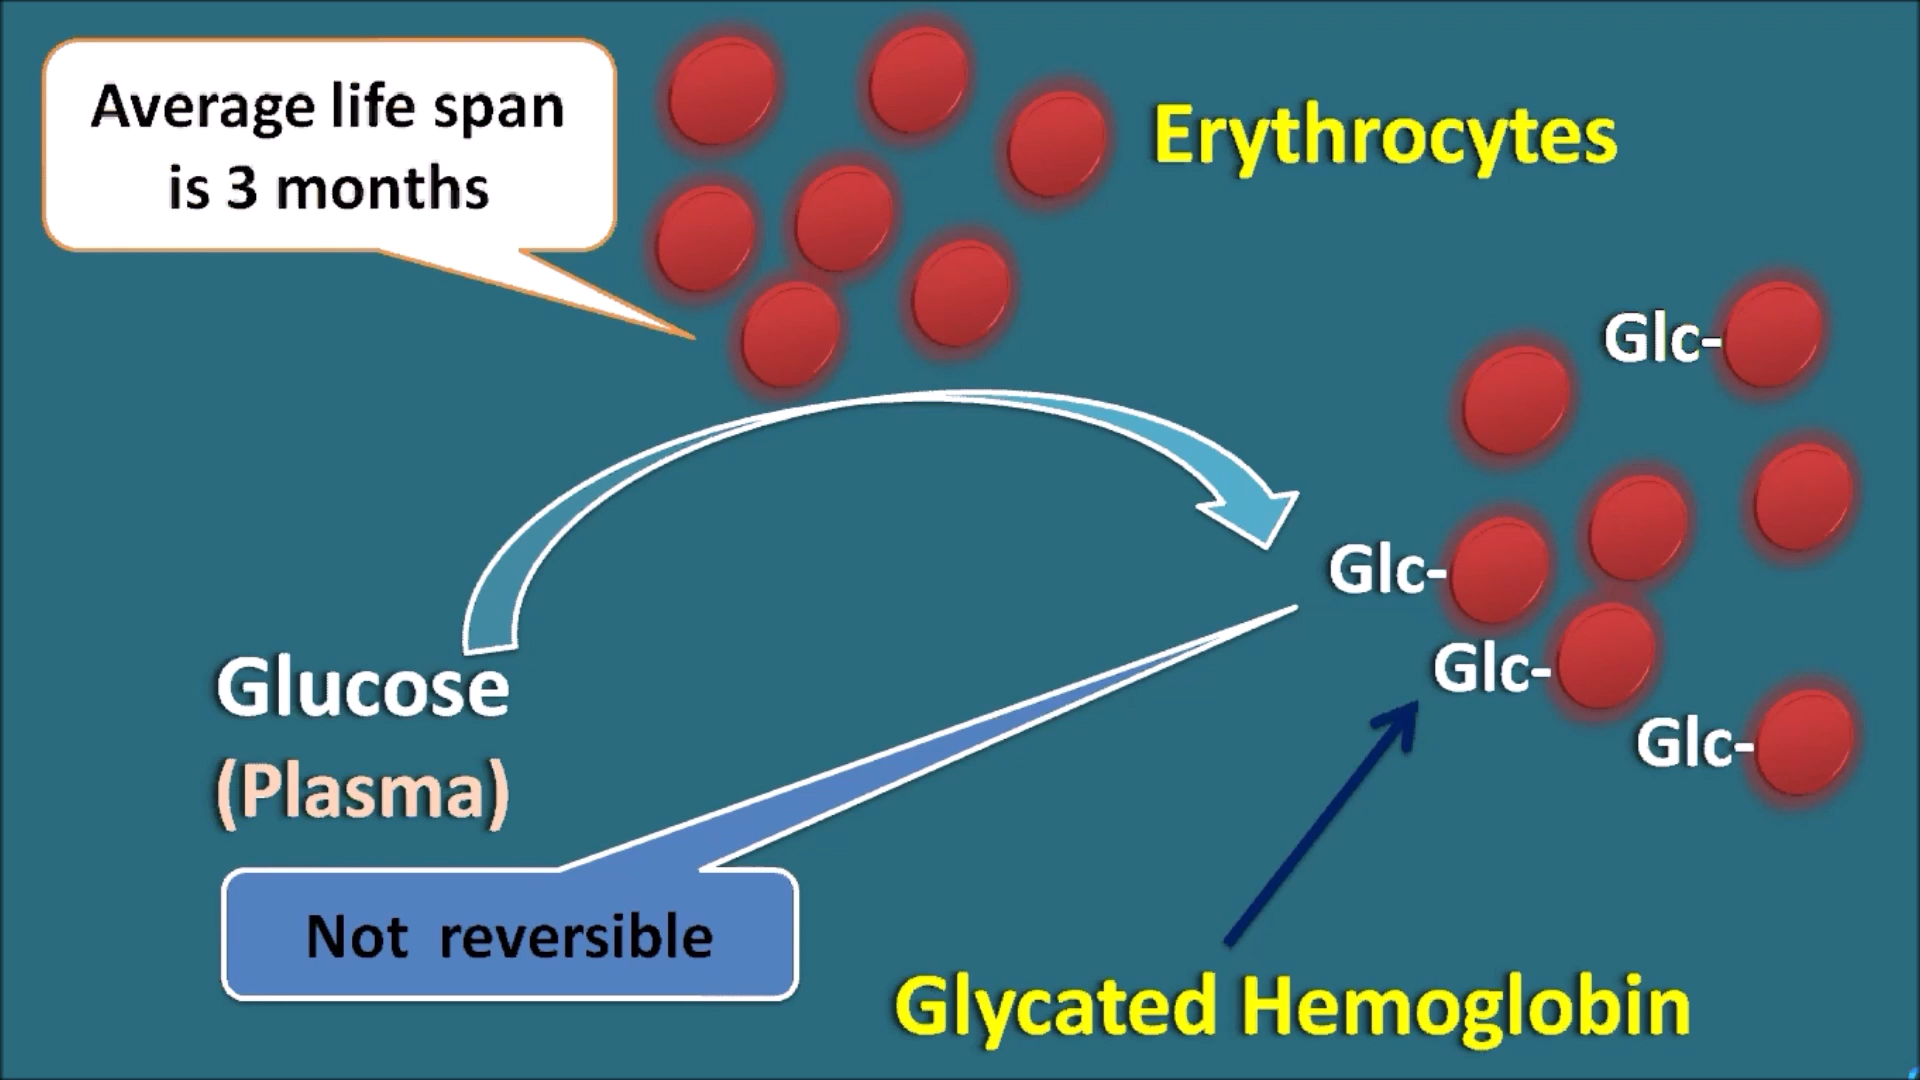 Average life span
is 3 months
Erythrocytes
Glc-
Glc-
Glc-
Glc-
Glucose
(Plasma)
Not reversible
Glycated Hemoglobin